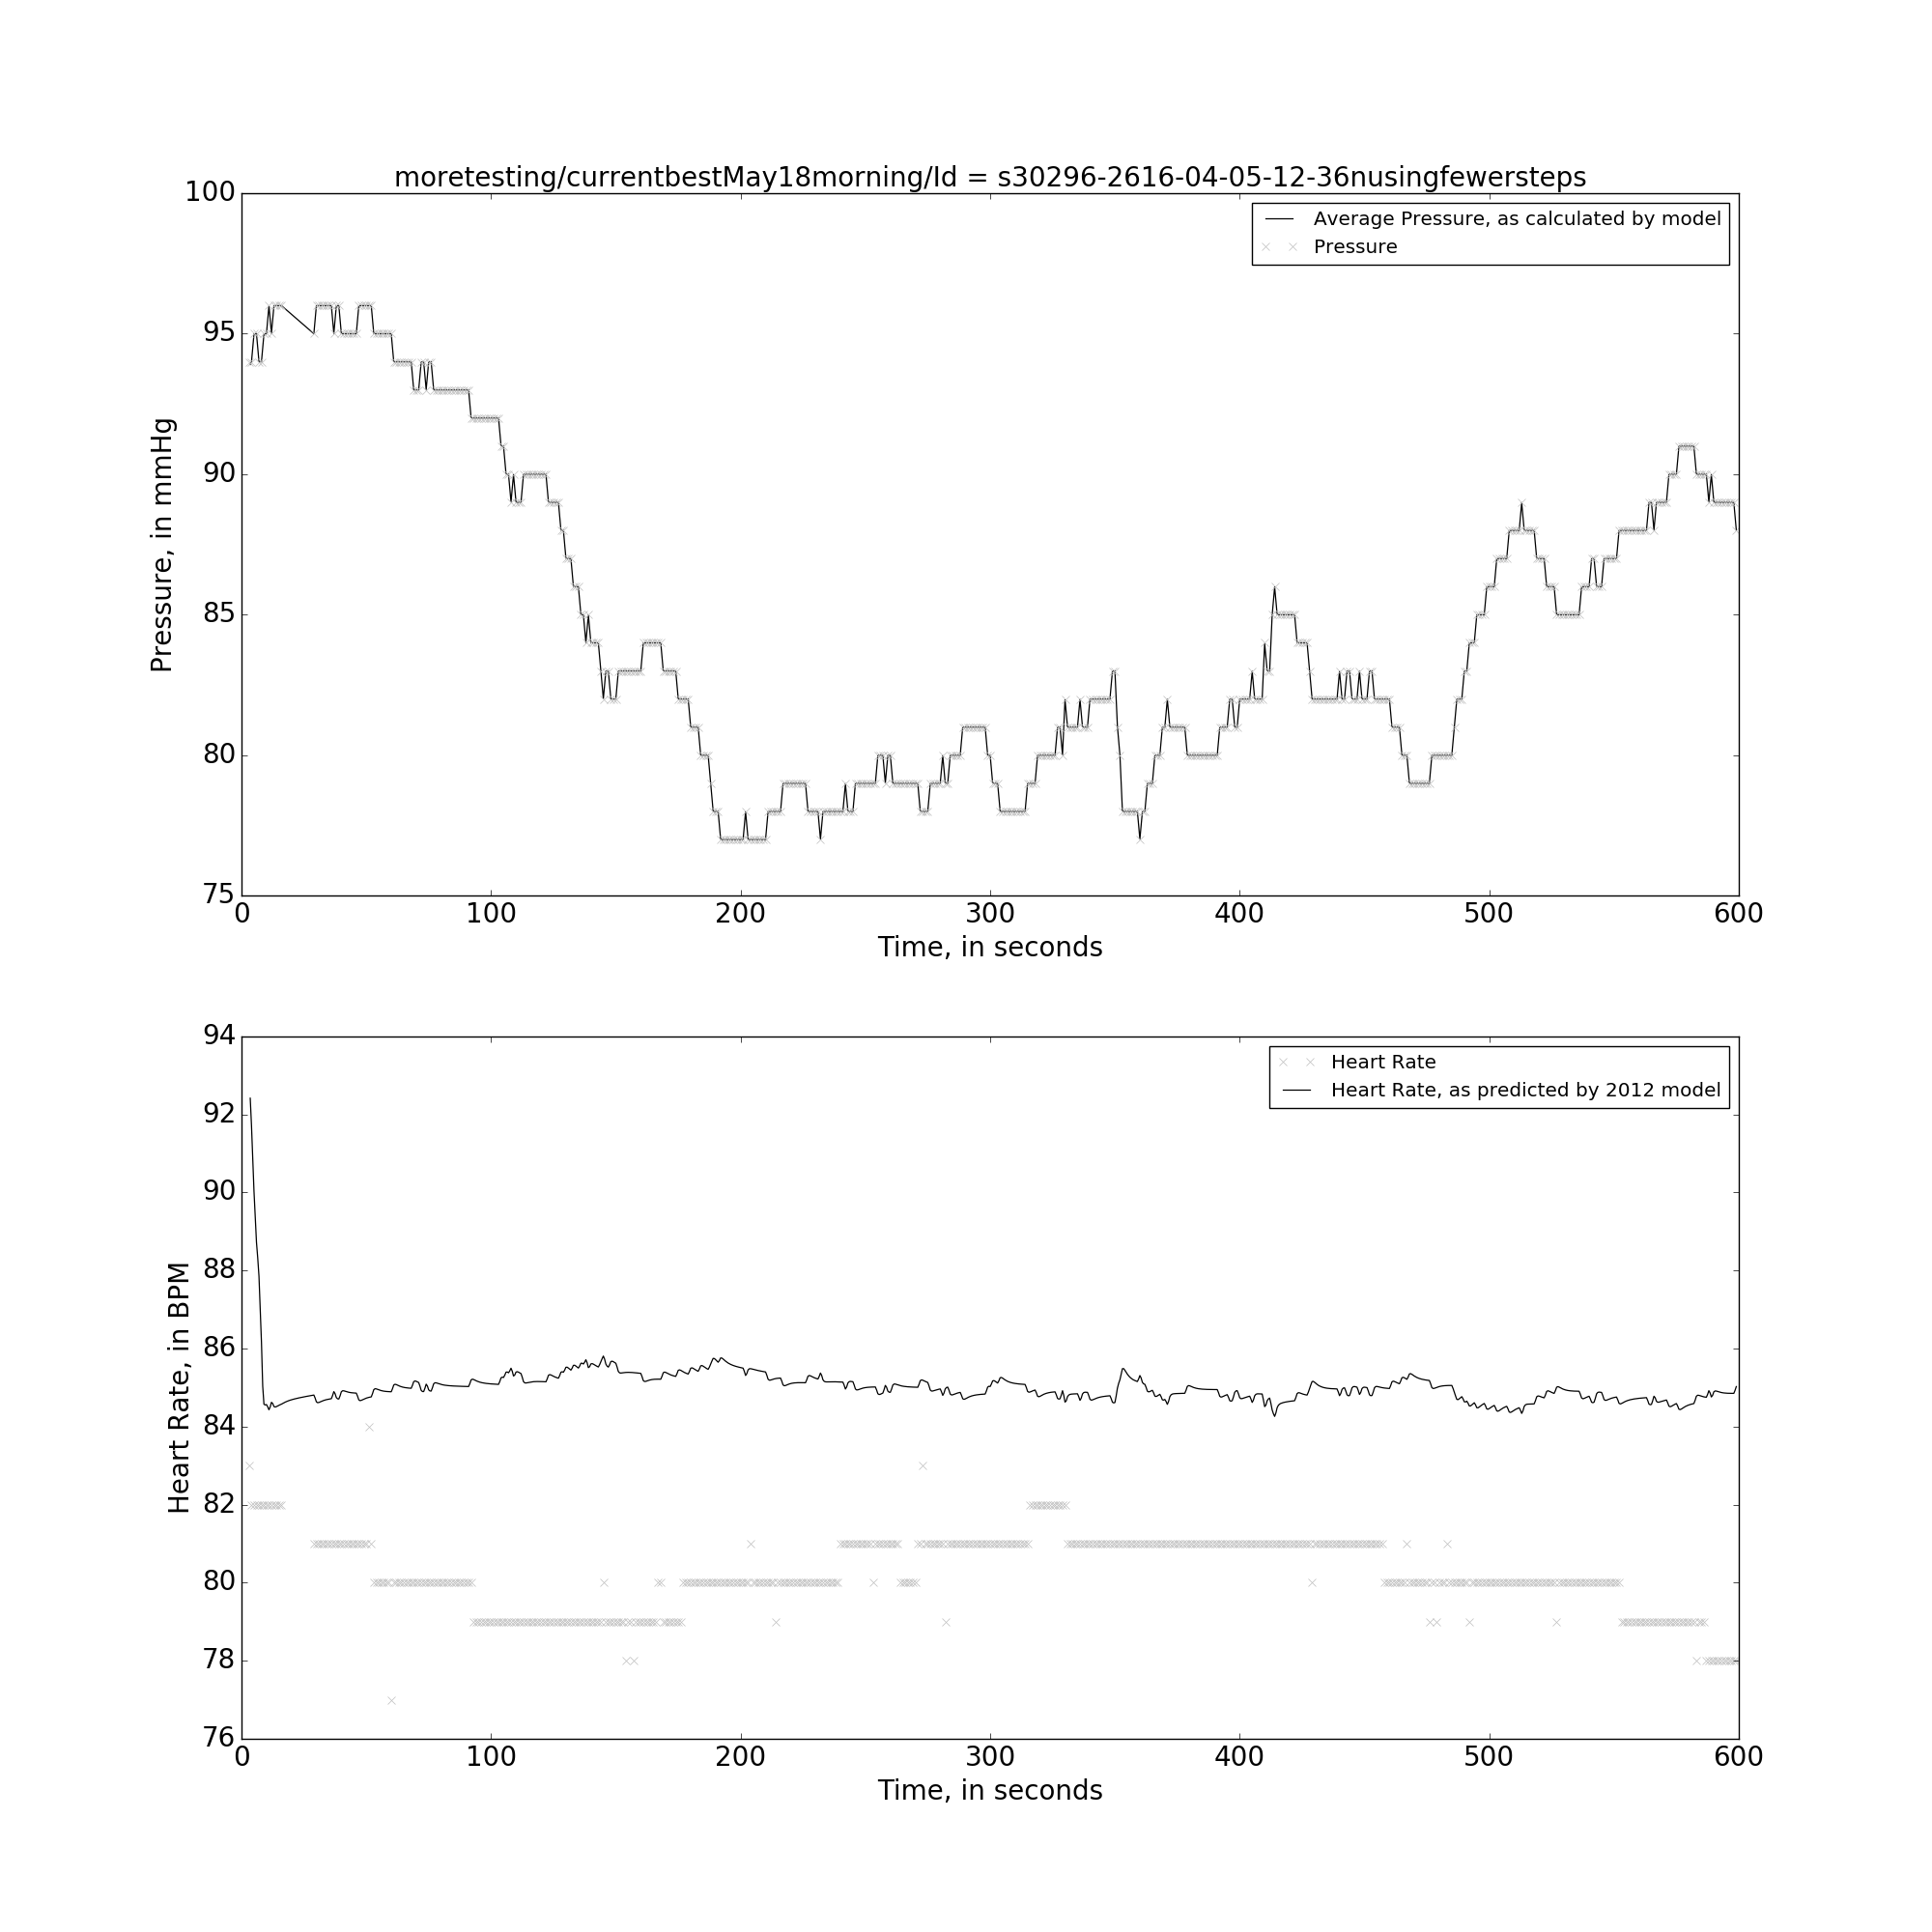 moretesting/currentbestMay18morning/Id = s30296-2616-04-05-12-36nusingfewersteps
100
95
90
85
80
75
Pressure, in mmHg
Average Pressure, as calculated by model
Pressure
0 100 200 300 400 500 600
Time, in seconds
94
92
90
88
86
84
82
80
78
76
Heart Rate, in BPM
Heart Rate
Heart Rate, as predicted by 2012 model
0 100 200 300 400 500 600
Time, in seconds